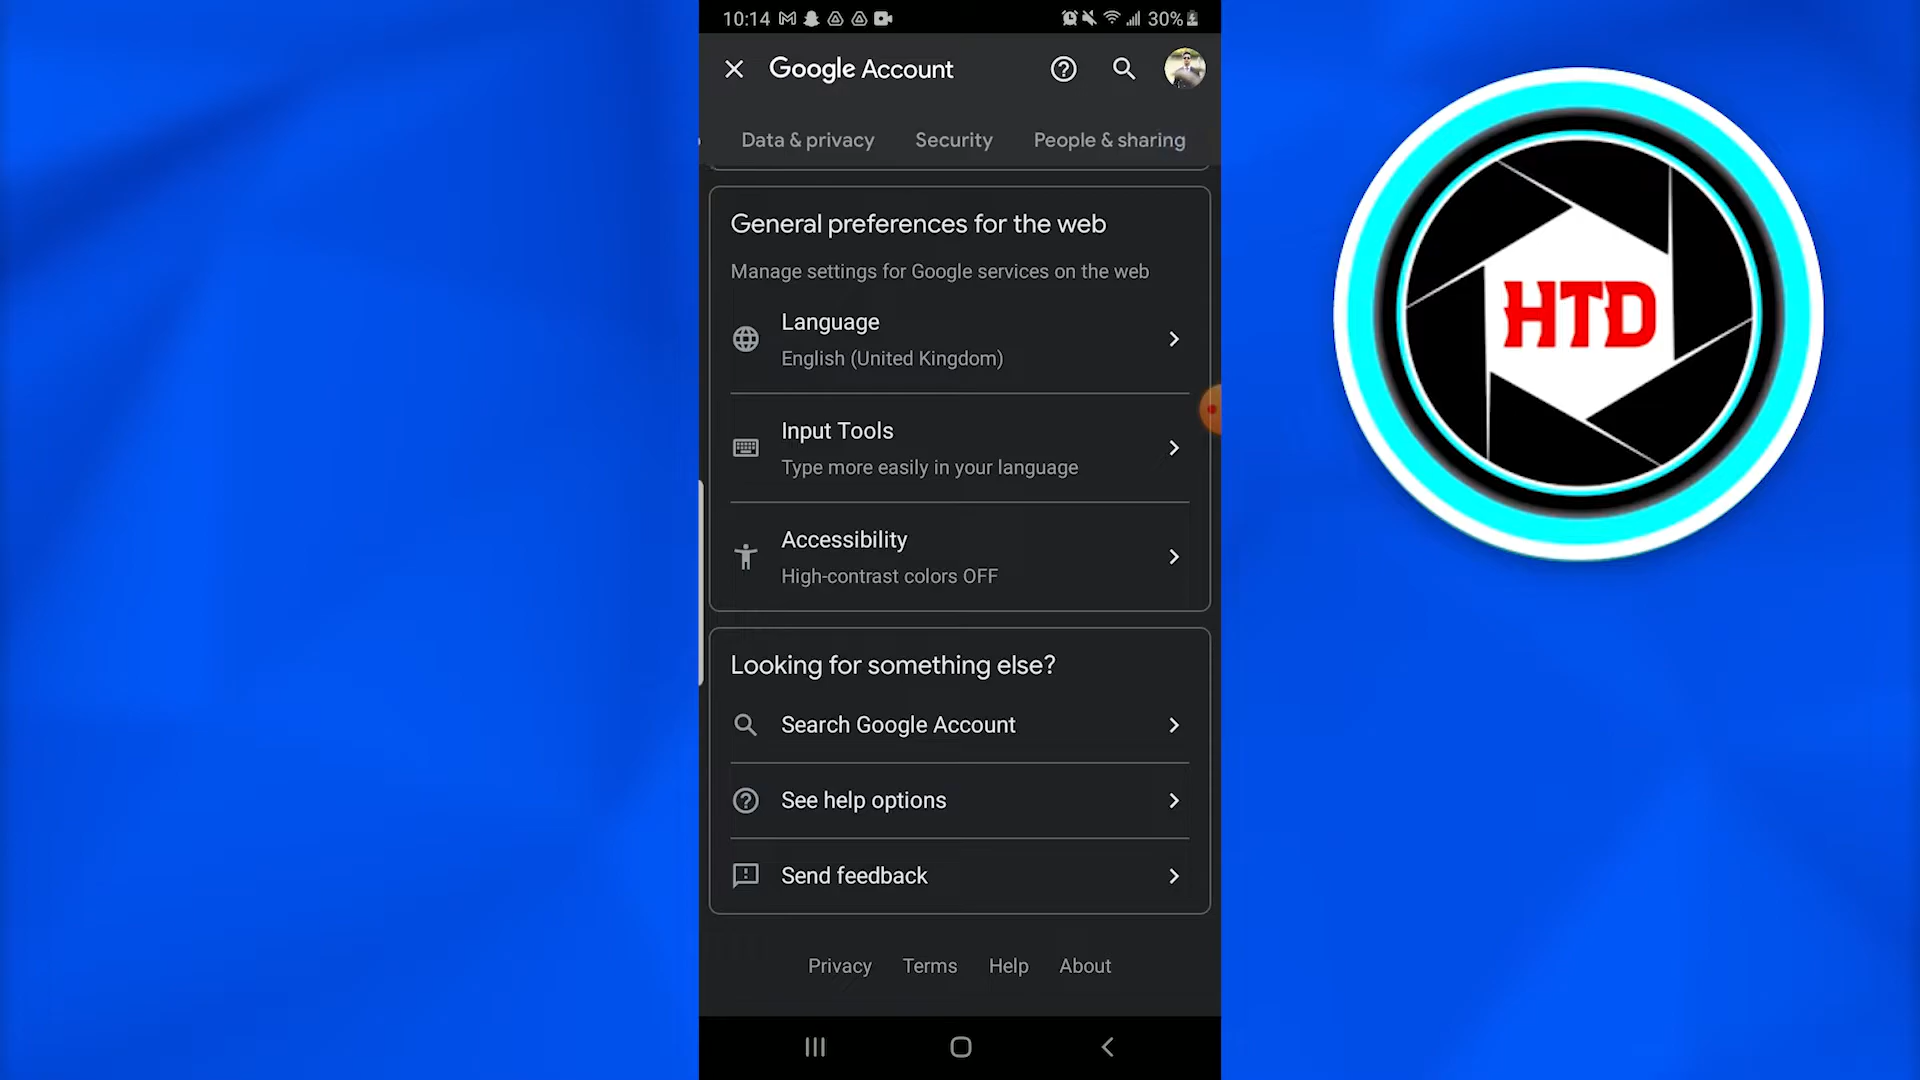 10:14
30%
Google Account
Data & privacy
Security
People & sharing
General preferences for the web
Manage settings for Google services on the web
Language
English (United Kingdom)
Input Tools
Type more easily in your language
Accessibility
High-contrast colors OFF
Looking for something else?
Search Google Account
See help options
Send feedback
Privacy
Terms
Help
About
HTD